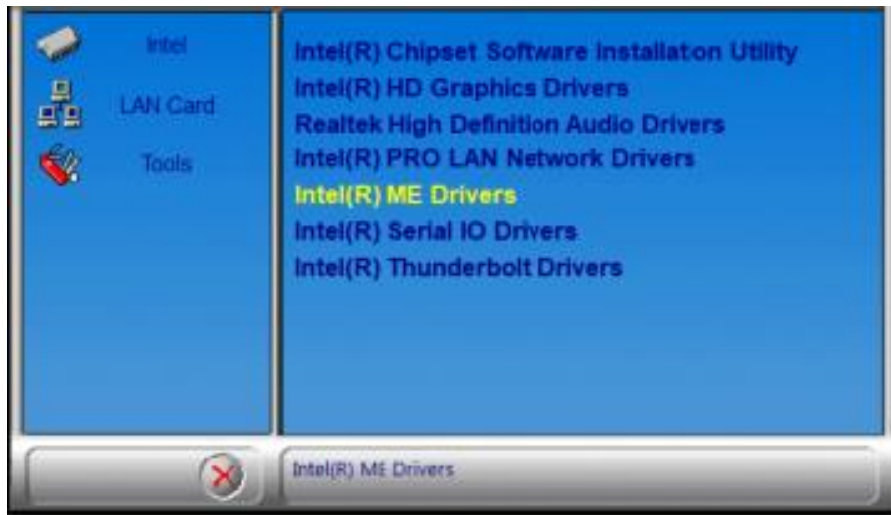 Intel
LAN Card
Tools
Intel(R) Chipset Software Installation Utility
Intel(R) HD Graphics Drivers
Realtek High Definition Audio Drivers
Intel(R) PRO LAN Network Drivers
Intel(R) ME Drivers
Intel(R) Serial IO Drivers
Intel(R) Thunderbolt Drivers
Intel(R) ME Drivers